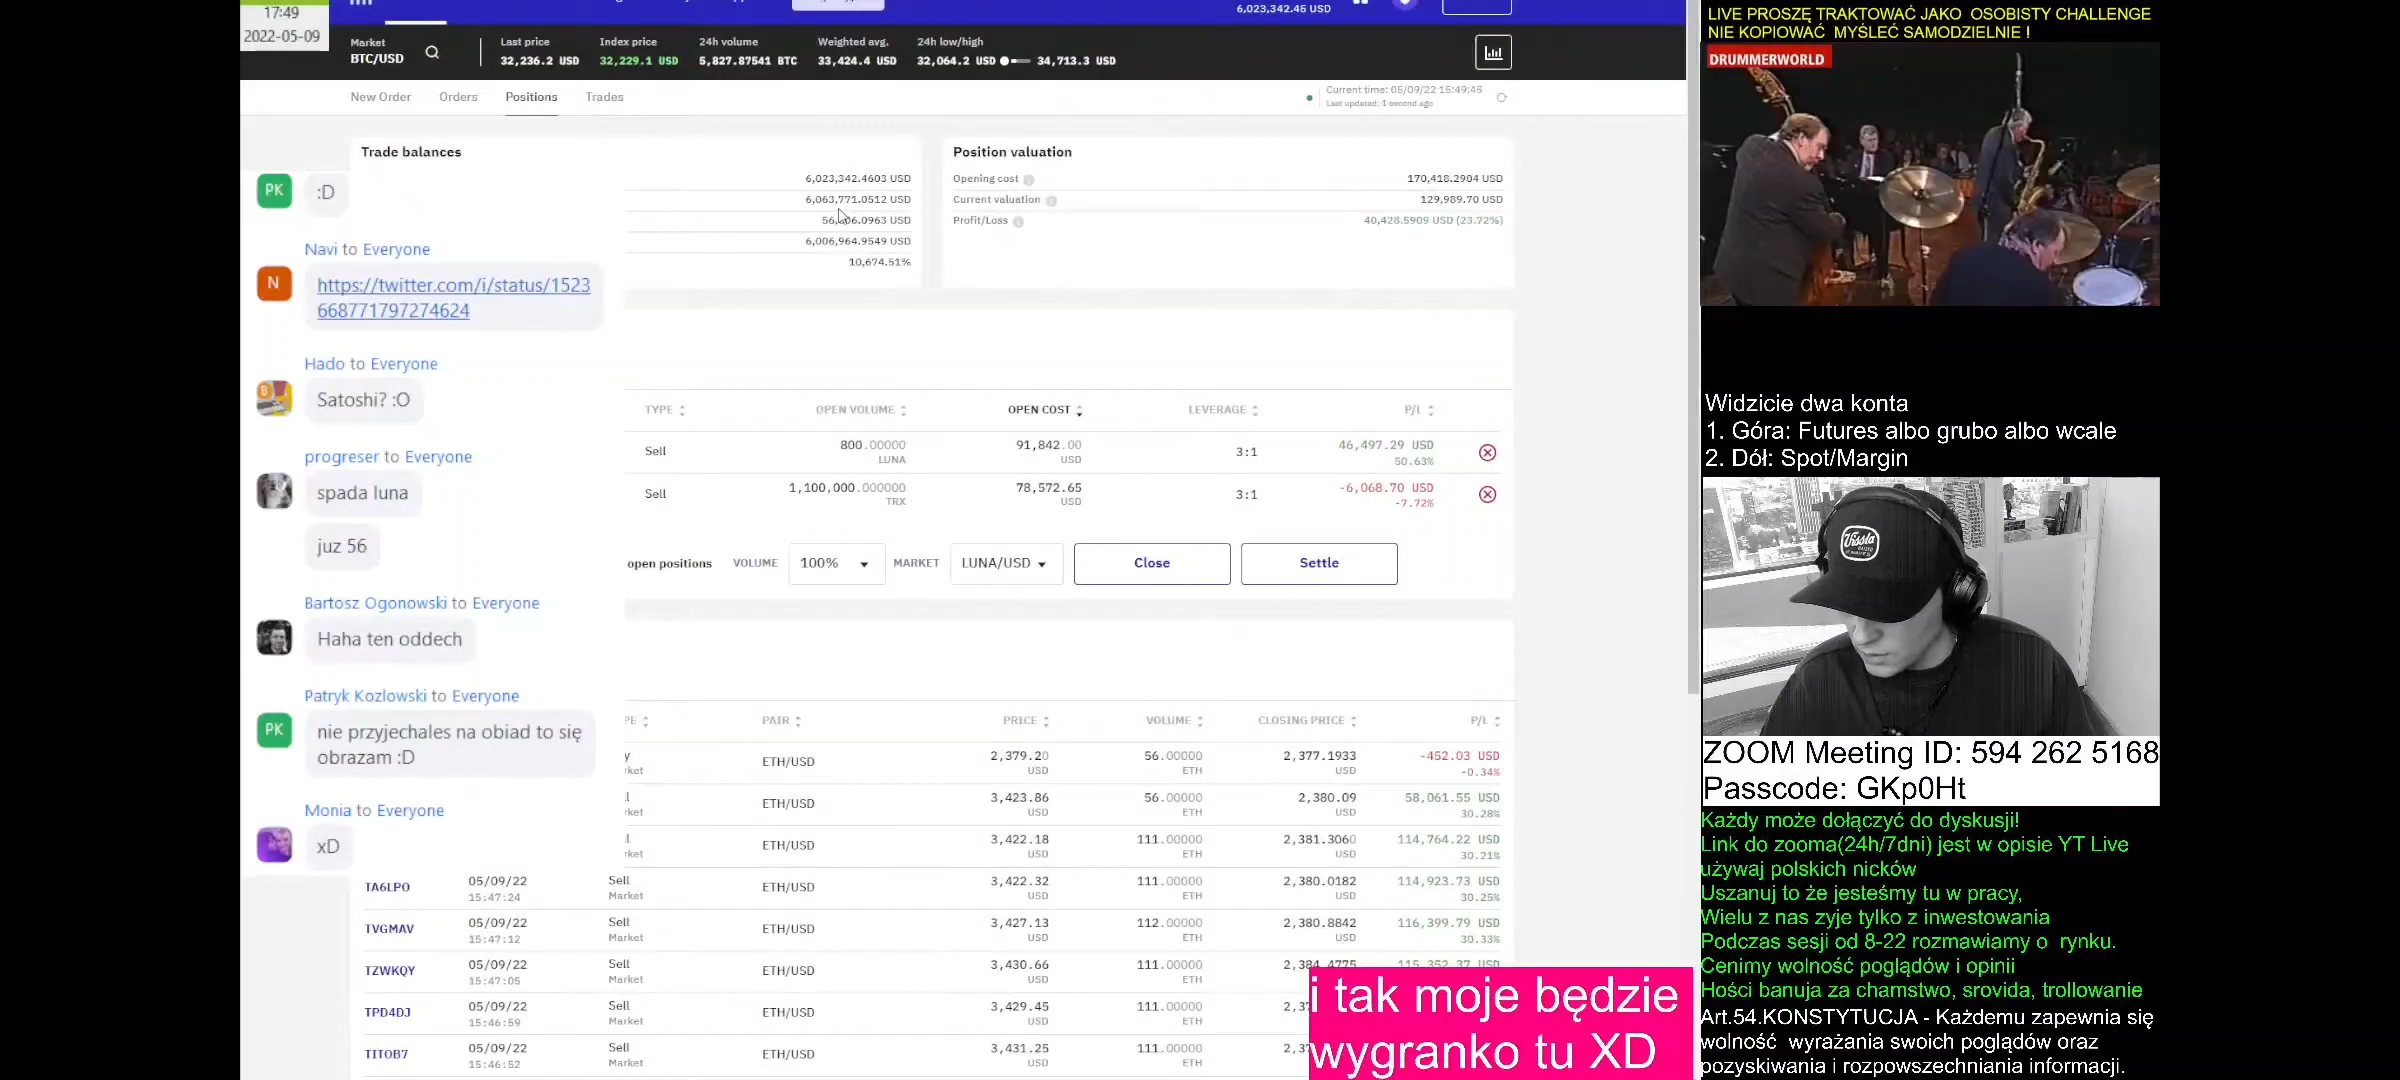 17:49
2022-05-09
6,023,342.45 USD
Market
BTC/USD
Last price
32,236.2 USD
Index price
32,229.1 USD
24h volume
5,827.87541 BTC
Weighted avg.
33,424.4 USD
24h low/high
32,064.2 USD
34,713.3 USD
New Order Orders Positions Trades
Current time: 05/09/22 15:49:45
Last updated: 1 second ago
Trade balances
6,023,342.4603 USD
6,063,771.0512 USD
6,006,964.9549 USD
10,674.51%
Position valuation
Opening cost 170,418.2904 USD
Current valuation 129,989.70 USD
Profit/Loss 40,428.5909 USD (23.72%)
PK
:D
Navi to Everyone
N
https://twitter.com/i/status/1523
668771797274624
Hado to Everyone
Satoshi? :O
progreser to Everyone
spada luna
juz 56
Bartosz Ogonowski to Everyone
Haha ten oddech
Patryk Kozlowski to Everyone
PK
nie przyjechales na obiad to się
obrazam :D
Monia to Everyone
xD
TYPE OPEN VOLUME OPEN COST LEVERAGE P/L
Sell 800.00000 LUNA 91,842.00 USD 3:1 46,497.29 USD 50.63%
Sell 1,100,000.000000 TRX 78,572.65 USD 3:1 -6,068.70 USD -7.72%
open positions VOLUME 100% MARKET LUNA/USD Close Settle
PE PAIR PRICE VOLUME CLOSING PRICE P/L
y rket ETH/USD 2,379.20 USD 56.00000 ETH 2,377.1933 USD -452.03 USD -0.34%
l rket ETH/USD 3,423.86 USD 56.00000 ETH 2,380.09 USD 58,061.55 USD 30.28%
l rket ETH/USD 3,422.18 USD 111.00000 ETH 2,381.3060 USD 114,764.22 USD 30.21%
TA6LPO 05/09/22 15:47:24 Sell Market ETH/USD 3,422.32 USD 111.00000 ETH 2,380.0182 USD 114,923.73 USD 30.25%
TVGMAV 05/09/22 15:47:12 Sell Market ETH/USD 3,427.13 USD 112.00000 ETH 2,380.8842 USD 116,399.79 USD 30.33%
TZWKQY 05/09/22 15:47:05 Sell Market ETH/USD 3,430.66 USD 111.00000 ETH
TPD4DJ 05/09/22 15:46:59 Sell Market ETH/USD 3,429.45 USD 111.00000 ETH
TITOB7 05/09/22 15:46:52 Sell Market ETH/USD 3,431.25 USD 111.00000 ETH
i tak moje będzie
wygranko tu XD
LIVE PROSZĘ TRAKTOWAĆ JAKO OSOBISTY CHALLENGE
NIE KOPIOWAĆ MYŚLEĆ SAMODZIELNIE !
DRUMMERWORLD
Widzicie dwa konta
1. Góra: Futures albo grubo albo wcale
2. Dół: Spot/Margin
ZOOM Meeting ID: 594 262 5168
Passcode: GKp0Ht
Każdy może dołączyć do dyskusji!
Link do zooma(24h/7dni) jest w opisie YT Live
używaj polskich nicków
Uszanuj to że jesteśmy tu w pracy,
Wielu z nas zyje tylko z inwestowania
Podczas sesji od 8-22 rozmawiamy o rynku.
Cenimy wolność poglądów i opinii
Hości banuja za chamstwo, srovida, trollowanie
Art.54.KONSTYTUCJA - Każdemu zapewnia się
wolność wyrażania swoich poglądów oraz
pozyskiwania i rozpowszechniania informacji.